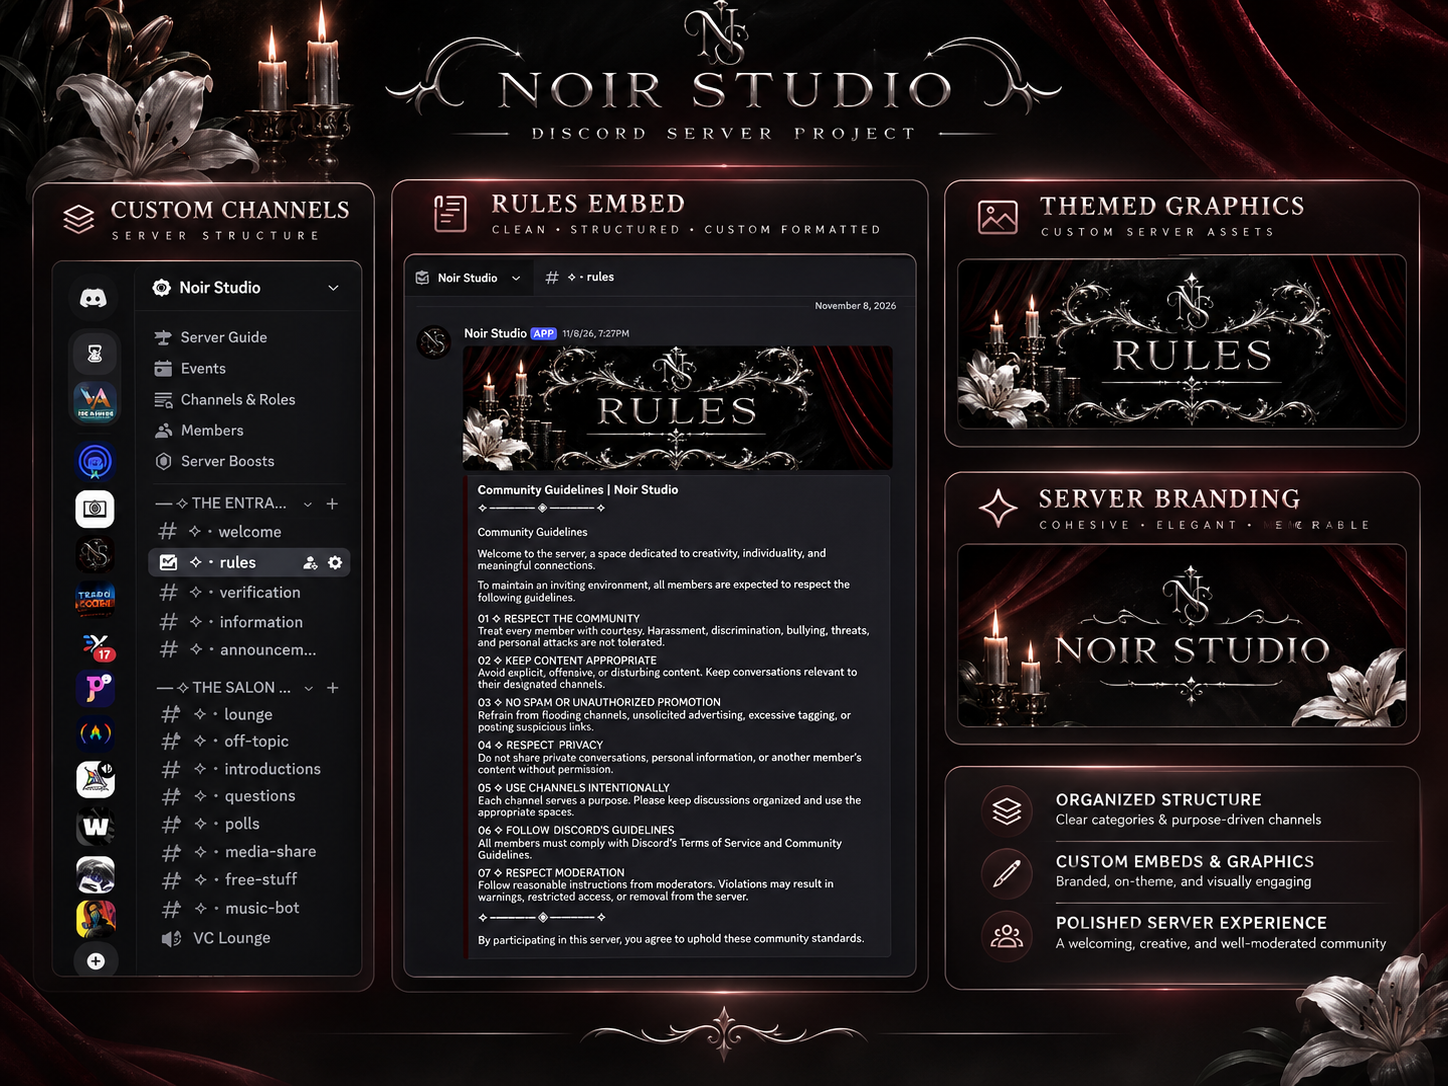 NS
NOIR STUDIO
DISCORD SERVER PROJECT
CUSTOM CHANNELS
SERVER STRUCTURE
Noir Studio
Server Guide
Events
Channels & Roles
Members
Server Boosts
— ✧ THE ENTRA...
# ✧ · welcome
✧ · rules
# ✧ · verification
# ✧ · information
# ✧ · announcem...
— ✧ THE SALON ...
# ✧ · lounge
# ✧ · off-topic
# ✧ · introductions
# ✧ · questions
# ✧ · polls
# ✧ · media-share
# ✧ · free-stuff
# ✧ · music-bot
VC Lounge
VA
17
W
RULES EMBED
CLEAN • STRUCTURED • CUSTOM FORMATTED
Noir Studio
# ✧ · rules
November 8, 2026
Noir Studio APP 11/8/26, 7:27PM
NS
RULES
Community Guidelines | Noir Studio
✧ ───── ◈ ───── ✧
Community Guidelines
Welcome to the server, a space dedicated to creativity, individuality, and
meaningful connections.
To maintain an inviting environment, all members are expected to respect the
following guidelines.
01 ✧ RESPECT THE COMMUNITY
Treat every member with courtesy. Harassment, discrimination, bullying, threats,
and personal attacks are not tolerated.
02 ✧ KEEP CONTENT APPROPRIATE
Avoid explicit, offensive, or disturbing content. Keep conversations relevant to
their designated channels.
03 ✧ NO SPAM OR UNAUTHORIZED PROMOTION
Refrain from flooding channels, unsolicited advertising, excessive tagging, or
posting suspicious links.
04 ✧ RESPECT PRIVACY
Do not share private conversations, personal information, or another member's
content without permission.
05 ✧ USE CHANNELS INTENTIONALLY
Each channel serves a purpose. Please keep discussions organized and use the
appropriate spaces.
06 ✧ FOLLOW DISCORD'S GUIDELINES
All members must comply with Discord's Terms of Service and Community
Guidelines.
07 ✧ RESPECT MODERATION
Follow reasonable instructions from moderators. Violations may result in
warnings, restricted access, or removal from the server.
✧ ───── ◈ ───── ✧
By participating in this server, you agree to uphold these community standards.
THEMED GRAPHICS
CUSTOM SERVER ASSETS
NS
RULES
SERVER BRANDING
COHESIVE • ELEGANT •
NS
NOIR STUDIO
ORGANIZED STRUCTURE
Clear categories & purpose-driven channels
CUSTOM EMBEDS & GRAPHICS
Branded, on-theme, and visually engaging
POLISHED SERVER EXPERIENCE
A welcoming, creative, and well-moderated community